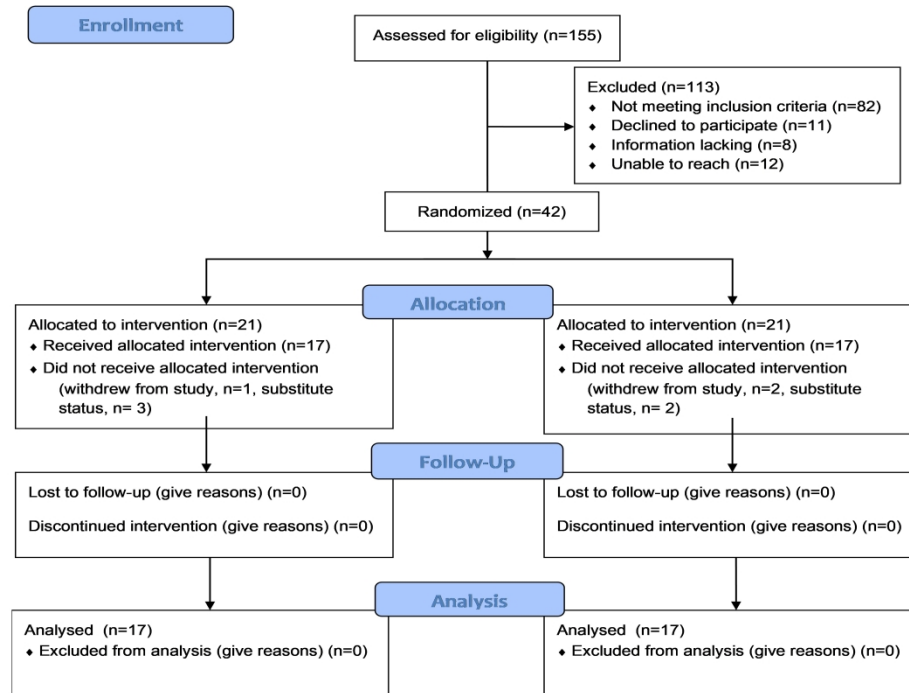 Enrollment
Assessed for eligibility (n=155)
Excluded (n=113)
♦ Not meeting inclusion criteria (n=82)
♦ Declined to participate (n=11)
♦ Information lacking (n=8)
♦ Unable to reach (n=12)
Randomized (n=42)
Allocation
Allocated to intervention (n=21)
♦ Received allocated intervention (n=17)
♦ Did not receive allocated intervention
(withdrew from study, n=1, substitute
status, n= 3)
Allocated to intervention (n=21)
♦ Received allocated intervention (n=17)
♦ Did not receive allocated intervention
(withdrew from study, n=2, substitute
status, n= 2)
Follow-Up
Lost to follow-up (give reasons) (n=0)
Discontinued intervention (give reasons) (n=0)
Lost to follow-up (give reasons) (n=0)
Discontinued intervention (give reasons) (n=0)
Analysis
Analysed (n=17)
♦ Excluded from analysis (give reasons) (n=0)
Analysed (n=17)
♦ Excluded from analysis (give reasons) (n=0)